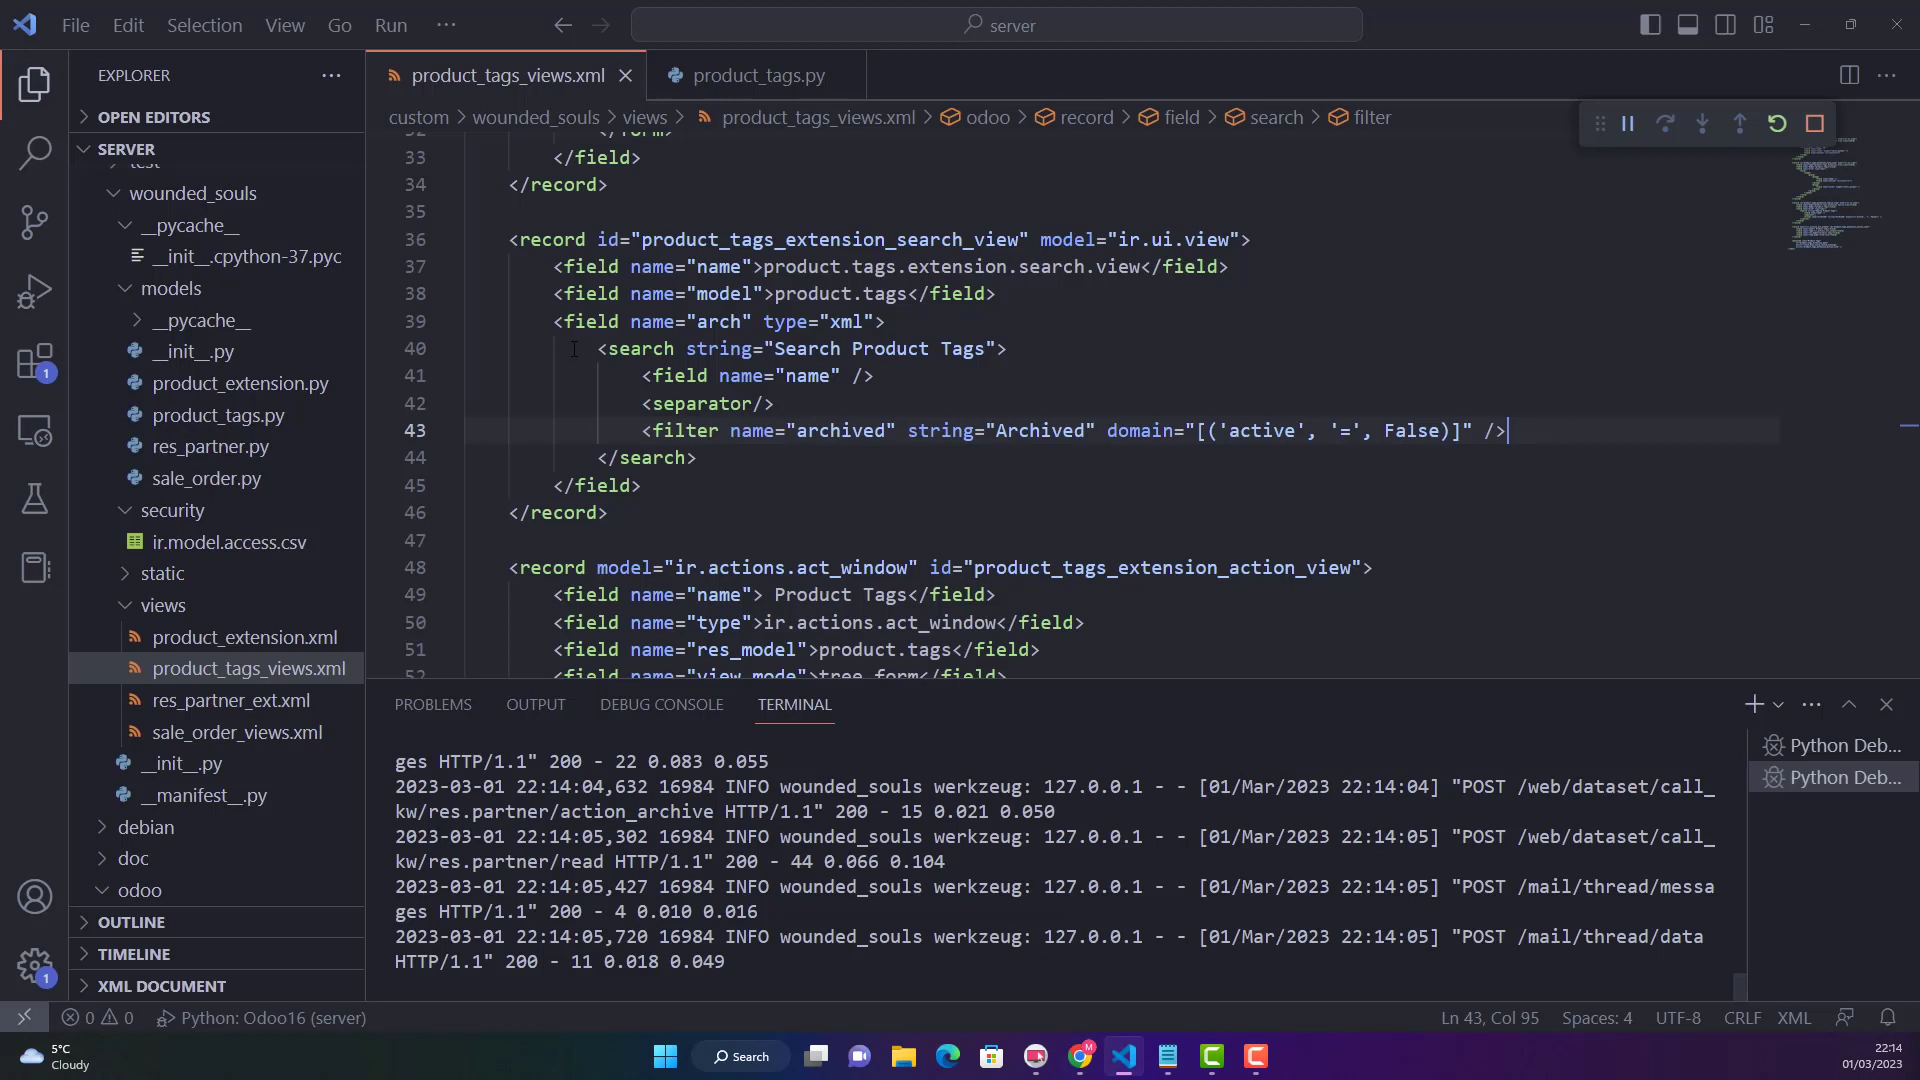 File Edit Selection View Go Run ···
server
EXPLORER
OPEN EDITORS
SERVER
test
wounded_souls
__pycache__
__init__.cpython-37.pyc
models
__pycache__
__init__.py
product_extension.py
product_tags.py
res_partner.py
sale_order.py
security
ir.model.access.csv
static
views
product_extension.xml
product_tags_views.xml
res_partner_ext.xml
sale_order_views.xml
__init__.py
__manifest__.py
debian
doc
odoo
OUTLINE
TIMELINE
XML DOCUMENT
1
1
product_tags_views.xml
product_tags.py
custom > wounded_souls > views > product_tags_views.xml > odoo > record > field > search > filter
32 </form>
33 </field>
34 </record>
35
36 <record id="product_tags_extension_search_view" model="ir.ui.view">
37 <field name="name">product.tags.extension.search.view</field>
38 <field name="model">product.tags</field>
39 <field name="arch" type="xml">
40 <search string="Search Product Tags">
41 <field name="name" />
42 <separator/>
43 <filter name="archived" string="Archived" domain="[('active', '=', False)]" />
44 </search>
45 </field>
46 </record>
47
48 <record model="ir.actions.act_window" id="product_tags_extension_action_view">
49 <field name="name"> Product Tags</field>
50 <field name="type">ir.actions.act_window</field>
51 <field name="res_model">product.tags</field>
52 <field name="view_mode">tree,form</field>
PROBLEMS OUTPUT DEBUG CONSOLE TERMINAL
ges HTTP/1.1" 200 - 22 0.083 0.055
2023-03-01 22:14:04,632 16984 INFO wounded_souls werkzeug: 127.0.0.1 - - [01/Mar/2023 22:14:04] "POST /web/dataset/call_
kw/res.partner/action_archive HTTP/1.1" 200 - 15 0.021 0.050
2023-03-01 22:14:05,302 16984 INFO wounded_souls werkzeug: 127.0.0.1 - - [01/Mar/2023 22:14:05] "POST /web/dataset/call_
kw/res.partner/read HTTP/1.1" 200 - 44 0.066 0.104
2023-03-01 22:14:05,427 16984 INFO wounded_souls werkzeug: 127.0.0.1 - - [01/Mar/2023 22:14:05] "POST /mail/thread/messa
ges HTTP/1.1" 200 - 4 0.010 0.016
2023-03-01 22:14:05,720 16984 INFO wounded_souls werkzeug: 127.0.0.1 - - [01/Mar/2023 22:14:05] "POST /mail/thread/data
HTTP/1.1" 200 - 11 0.018 0.049
Python Deb...
Python Deb...
0 0 Python: Odoo16 (server)
Ln 43, Col 95 Spaces: 4 UTF-8 CRLF XML
5°C
Cloudy
Search
M
22:14
01/03/2023